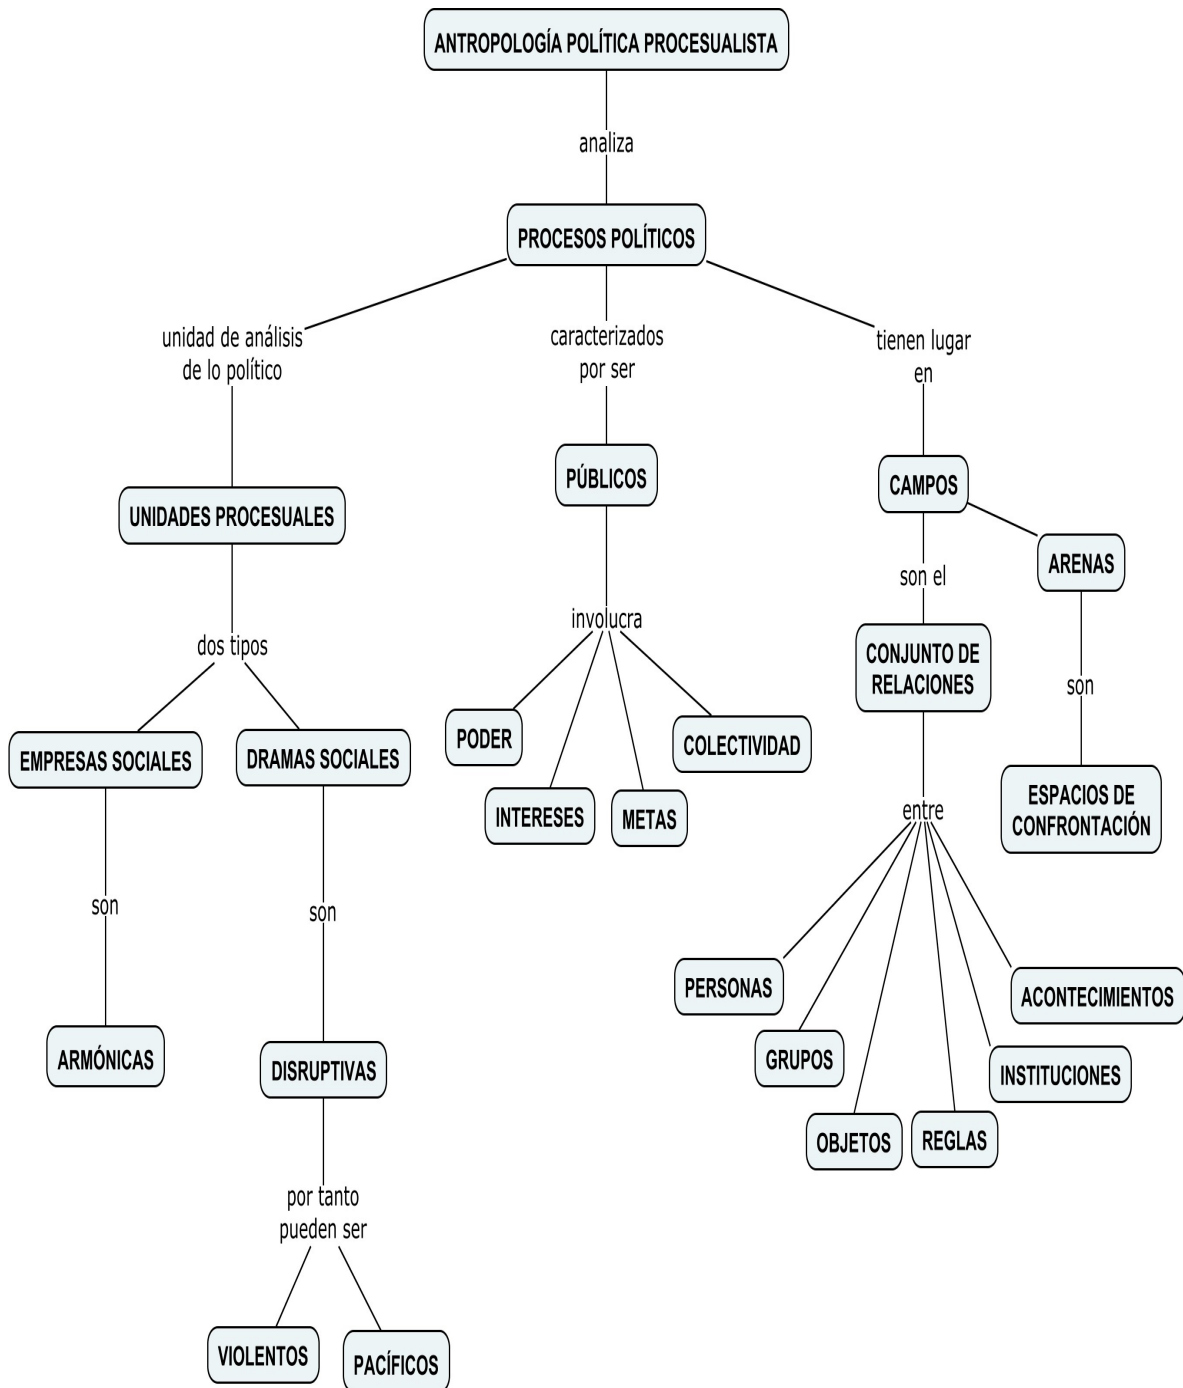 ANTROPOLOGÍA POLÍTICA PROCESUALISTA
analiza
PROCESOS POLÍTICOS
unidad de análisis
de lo político
caracterizados
por ser
tienen lugar
en
UNIDADES PROCESUALES
PÚBLICOS
CAMPOS
ARENAS
dos tipos
involucra
son el
son
CONJUNTO DE
RELACIONES
EMPRESAS SOCIALES
DRAMAS SOCIALES
PODER
INTERESES
METAS
COLECTIVIDAD
entre
ESPACIOS DE
CONFRONTACIÓN
son
son
ARMÓNICAS
DISRUPTIVAS
PERSONAS
GRUPOS
OBJETOS
REGLAS
INSTITUCIONES
ACONTECIMIENTOS
por tanto
pueden ser
VIOLENTOS
PACÍFICOS